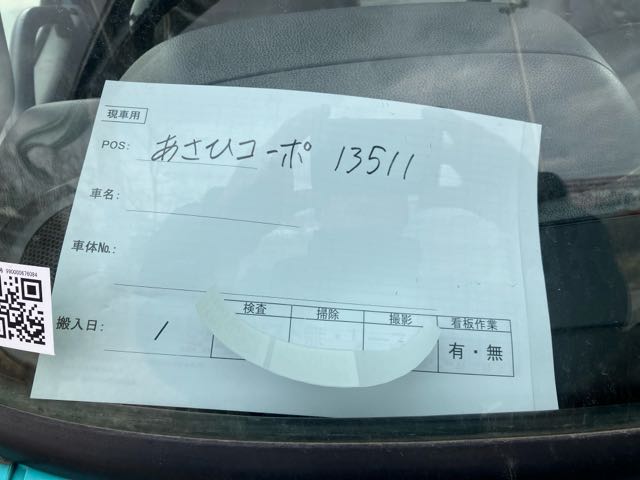 現車用
POS: あさひコーポ 13511
車名:
車体No.:
搬入日: /
検査 掃除 撮影 看板作業
有・無
990000676084